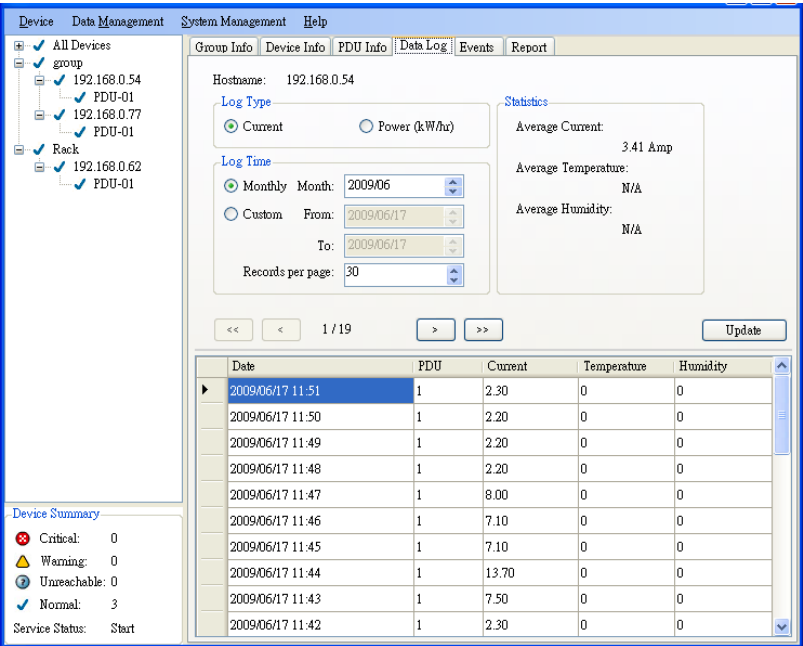 Device Data Management System Management Help
All Devices
group
192.168.0.54
PDU-01
192.168.0.77
PDU-01
Rack
192.168.0.62
PDU-01
Device Summary
Critical: 0
Warning: 0
Unreachable: 0
Normal: 3
Service Status: Start
Group Info Device Info PDU Info Data Log Events Report
Hostname: 192.168.0.54
Log Type
Current Power (kW/hr)
Log Time
Monthly Month: 2009/06
Custom From: 2009/06/17
To: 2009/06/17
Records per page: 30
Statistics
Average Current:
3.41 Amp
Average Temperature:
N/A
Average Humidity:
N/A
<< < 1 / 19 > >> Update
Date PDU Current Temperature Humidity
2009/06/17 11:51 1 2.30 0 0
2009/06/17 11:50 1 2.20 0 0
2009/06/17 11:49 1 2.20 0 0
2009/06/17 11:48 1 2.20 0 0
2009/06/17 11:47 1 8.00 0 0
2009/06/17 11:46 1 7.10 0 0
2009/06/17 11:45 1 7.10 0 0
2009/06/17 11:44 1 13.70 0 0
2009/06/17 11:43 1 7.50 0 0
2009/06/17 11:42 1 2.30 0 0